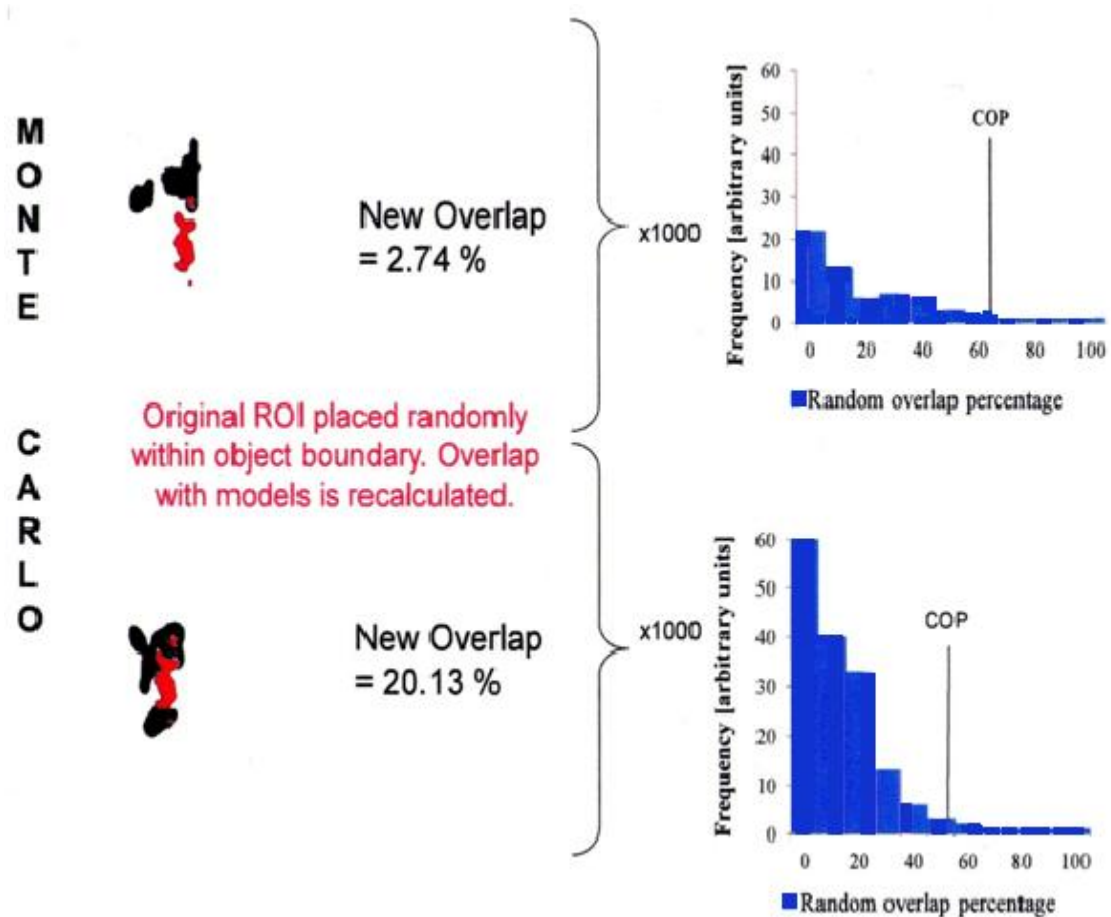 MONTE
CARLO
New Overlap
= 2.74 %
x1000
Original ROI placed randomly
within object boundary. Overlap
with models is recalculated.
New Overlap
= 20.13 %
x1000
Frequency [arbitrary units]
60
50
40
30
20
10
0
COP
0 20 40 60 80 100
Random overlap percentage
Frequency [arbitrary units]
60
50
40
30
20
10
0
COP
0 20 40 60 80 100
Random overlap percentage